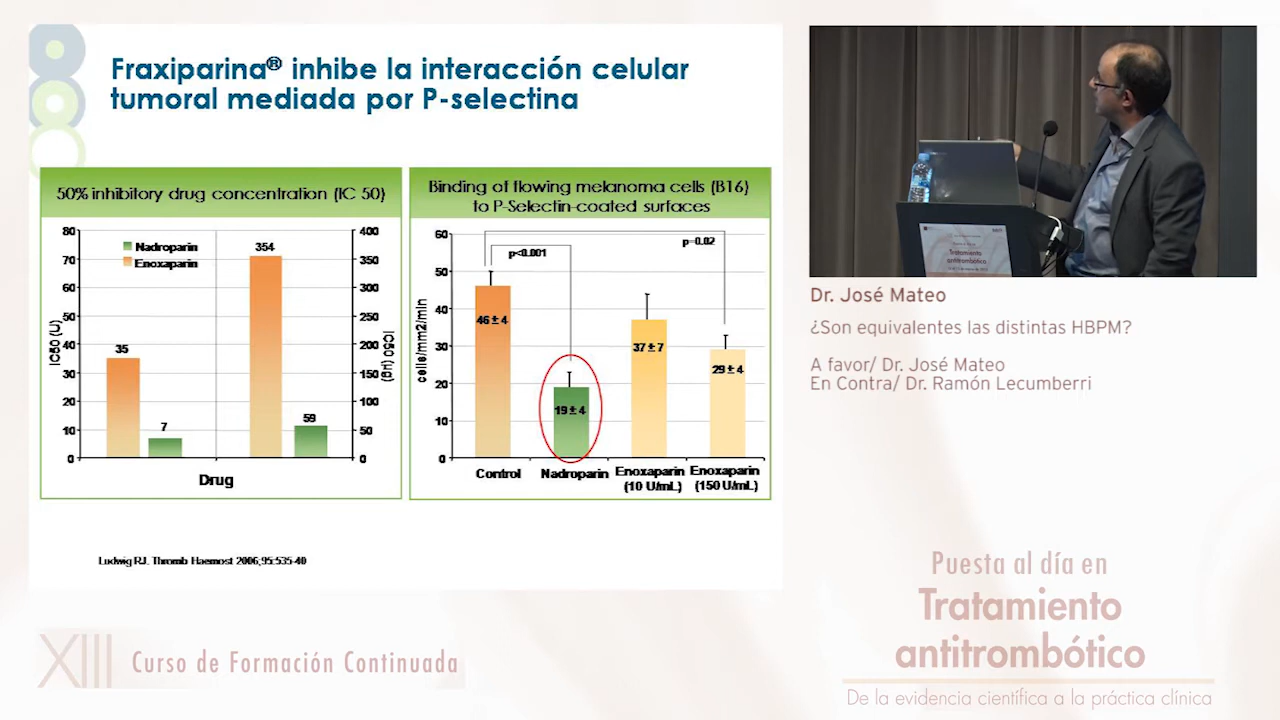 Fraxiparina® inhibe la interacción celular
tumoral mediada por P-selectina
50% inhibitory drug concentration (IC 50)
80
70
60
50
40
30
20
10
0
IC50 (U)
Nadroparin
Enoxaparin
35
7
354
59
400
350
300
250
200
150
100
50
0
IC50 (µg)
Drug
Binding of flowing melanoma cells (B16)
to P-Selectin-coated surfaces
60
50
40
30
20
10
0
cells/mm2/min
p<0.001
p=0.02
46±4
19±4
37±7
29±4
Control
Nadroparin
Enoxaparin
(10 U/mL)
Enoxaparin
(150 U/mL)
Ludwig RJ. Thromb Haemost 2006;95:535-40
Tratamiento
antitrombótico
Dr. José Mateo
¿Son equivalentes las distintas HBPM?
A favor/ Dr. José Mateo
En Contra/ Dr. Ramón Lecumberri
XIII Curso de Formación Continuada
Puesta al día en
Tratamiento
antitrombótico
De la evidencia científica a la práctica clínica